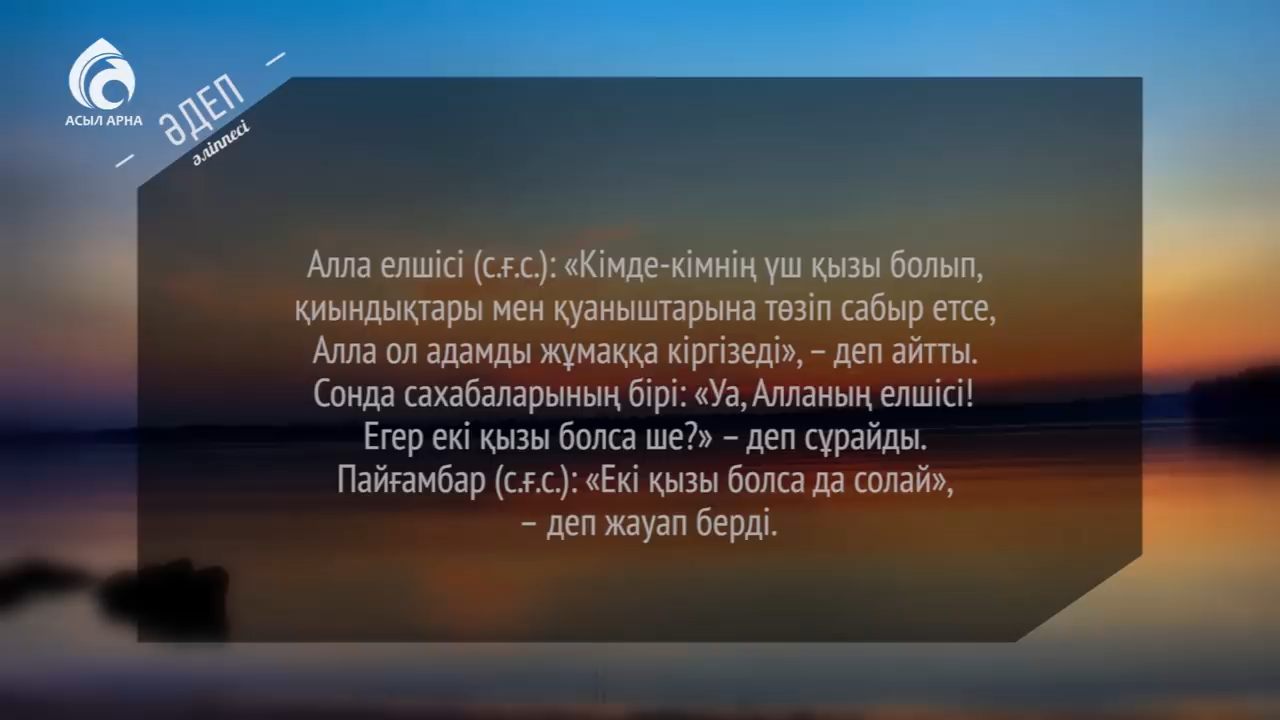 АСЫЛ АРНА
ӘДЕП
әліппесі
Алла елшісі (с.ғ.с.): «Кімде-кімнің үш қызы болып,
қиындықтары мен қуаныштарына төзіп сабыр етсе,
Алла ол адамды жұмаққа кіргізеді», – деп айтты.
Сонда сахабаларының бірі: «Уа, Алланың елшісі!
Егер екі қызы болса ше?» – деп сұрайды.
Пайғамбар (с.ғ.с.): «Екі қызы болса да солай»,
– деп жауап берді.